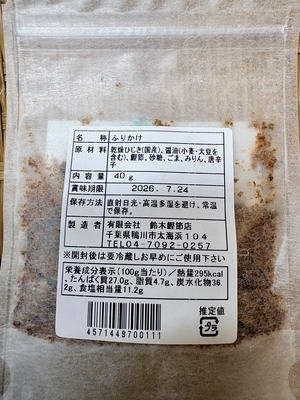 名 称 ふりかけ
原 材 料 乾燥ひじき(国産)、醤油(小麦・大豆を
含む)、鰹節、砂糖、ごま、みりん、唐辛
子
内 容 量 40g
賞味期限 2026. 7.24
保存方法 直射日光・高温多湿を避け、常温
で保存。
製 造 者 有限会社 鈴木鰹節店
千葉県鴨川市太海浜104
TEL04-7092-0257
※開封後は要冷蔵しお早めにご使用下さい
栄養成分表示(100g当たり)/熱量295kcal
、たんぱく質27.0g、脂質4.7g、炭水化物36.
2g、食塩相当量11.2g
推定値
プラ
4571449700111